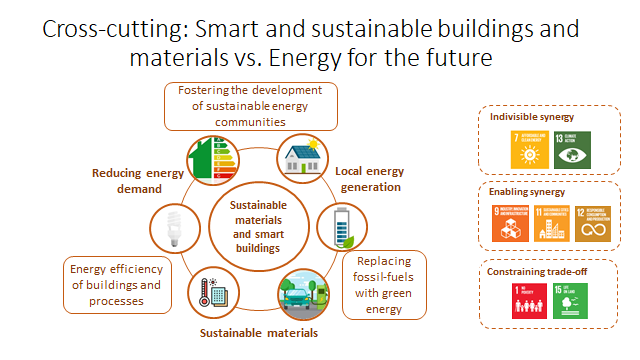 Cross-cutting: Smart and sustainable buildings and
materials vs. Energy for the future
Fostering the development
of sustainable energy
communities
Reducing energy
demand
Local energy
generation
Sustainable
materials
and smart
buildings
Energy efficiency
of buildings and
processes
Replacing
fossil-fuels
with green
energy
Sustainable materials
Indivisible synergy
7 AFFORDABLE AND
CLEAN ENERGY
13 CLIMATE
ACTION
Enabling synergy
9 INDUSTRY, INNOVATION
AND INFRASTRUCTURE
11 SUSTAINABLE CITIES
AND COMMUNITIES
12 RESPONSIBLE
CONSUMPTION
AND PRODUCTION
Constraining trade-off
1 NO
POVERTY
15 LIFE
ON LAND